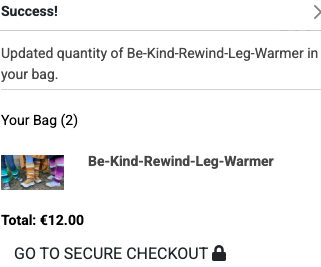 Success!
Updated quantity of Be-Kind-Rewind-Leg-Warmer in
your bag.
Your Bag (2)
Be-Kind-Rewind-Leg-Warmer
Total: €12.00
GO TO SECURE CHECKOUT